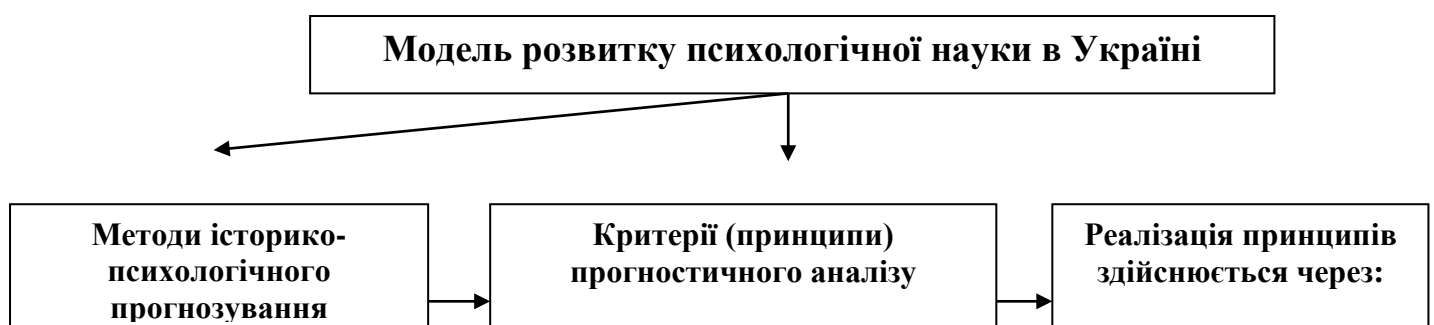 Модель розвитку психологічної науки в Україні
Методи історико-
психологічного
прогнозування
Критерії (принципи)
прогностичного аналізу
Реалізація принципів
здійснюється через: